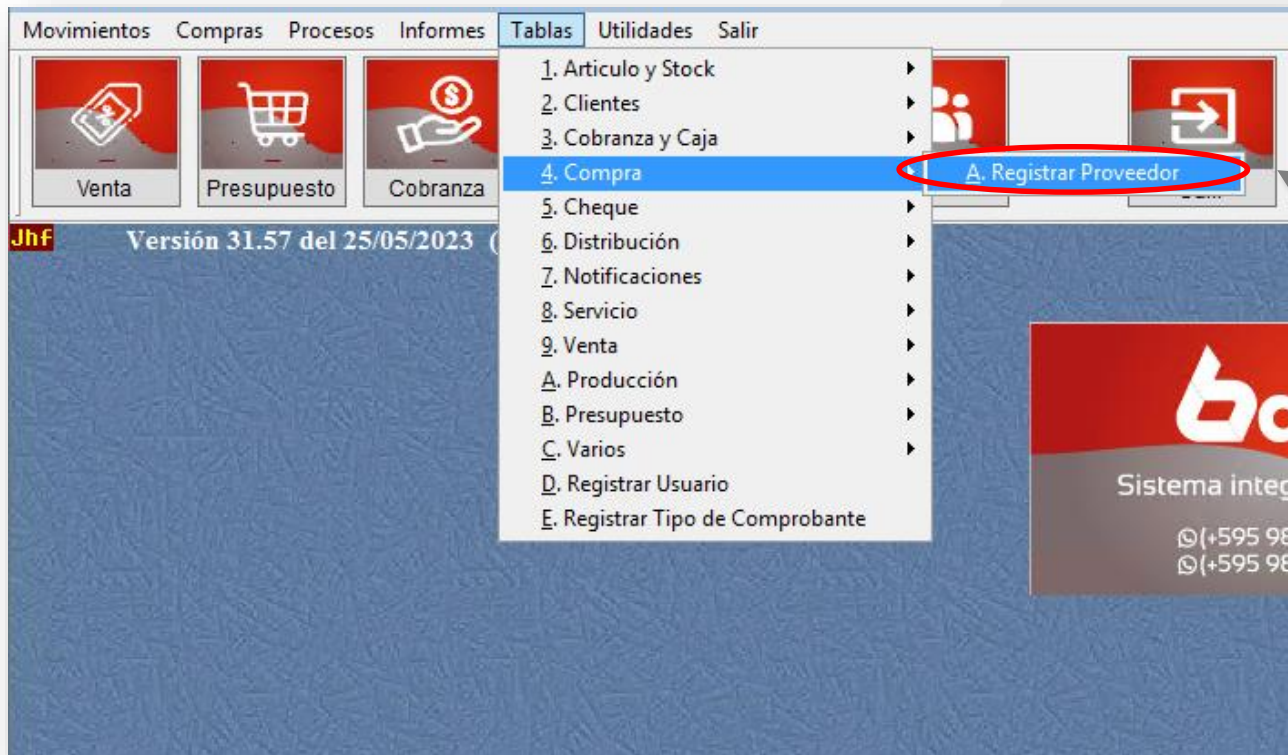 Movimientos Compras Procesos Informes Tablas Utilidades Salir
Venta Presupuesto Cobranza
1. Articulo y Stock
2. Clientes
3. Cobranza y Caja
4. Compra
A. Registrar Proveedor
5. Cheque
6. Distribución
7. Notificaciones
8. Servicio
9. Venta
A. Producción
B. Presupuesto
C. Varios
D. Registrar Usuario
E. Registrar Tipo de Comprobante
Jhf Versión 31.57 del 25/05/2023 (
Sistema integ
(+595 98
(+595 98